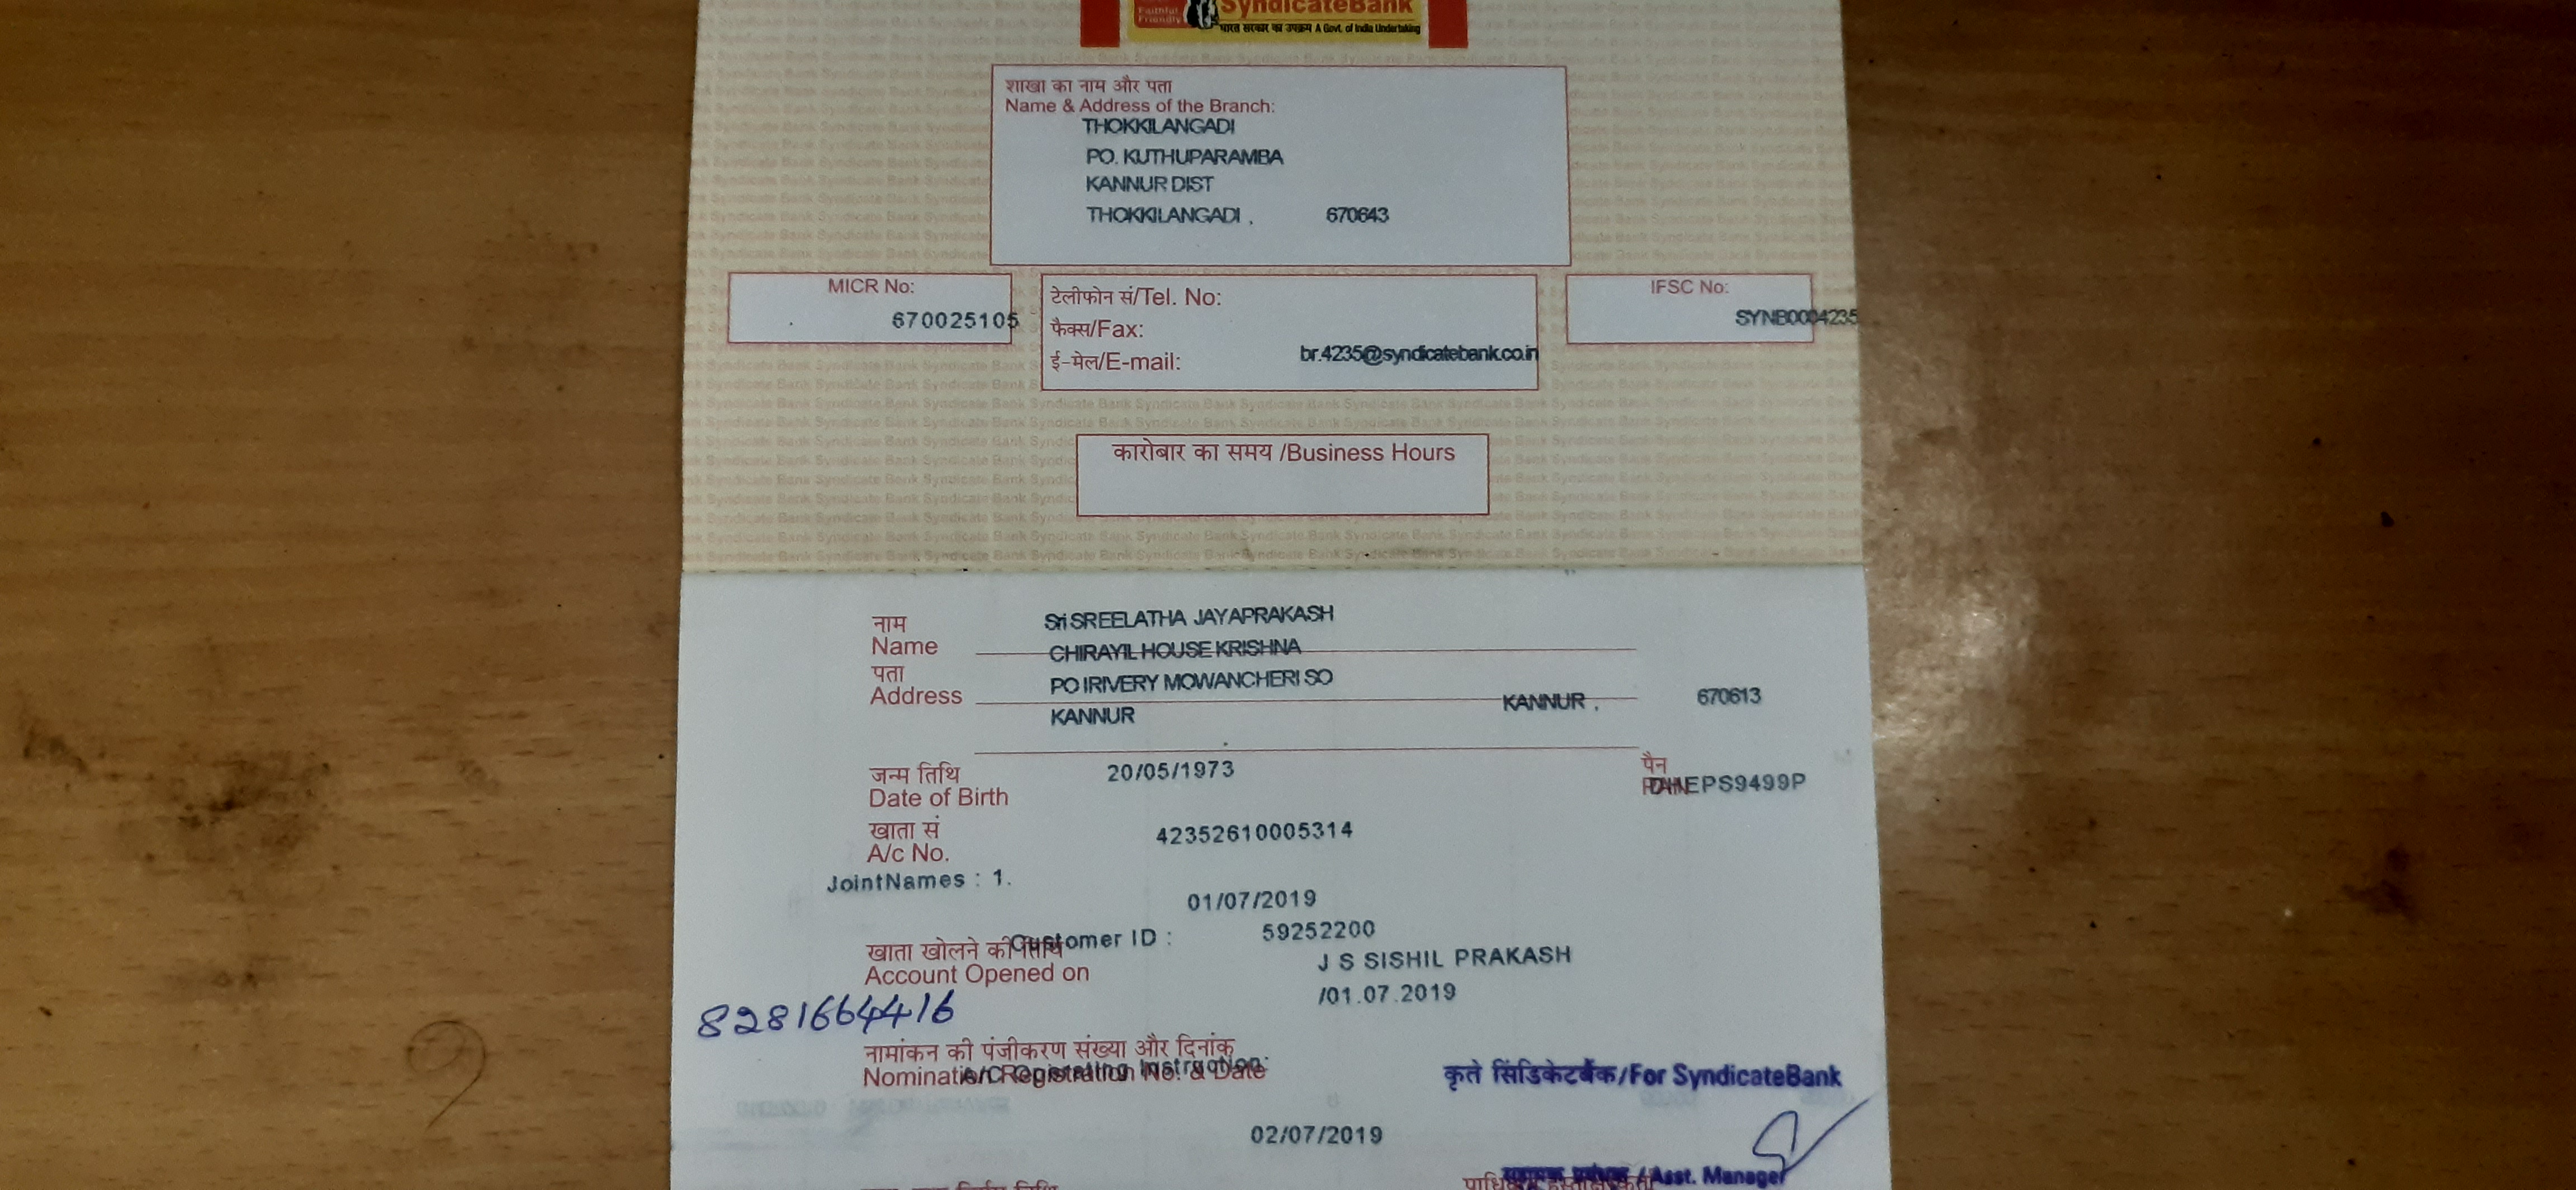 SyndicateBank
भारत सरकार का उपक्रम A Govt. of India Undertaking
Faithful Friendly
शाखा का नाम और पता
Name & Address of the Branch:
THOKKILANGADI
PO. KUTHUPARAMBA
KANNUR DIST
THOKKILANGADI , 670643
MICR No: 670025105
टेलीफोन सं/Tel. No:
फैक्स/Fax:
ई-मेल/E-mail: br.4235@syndicatebank.co.in
IFSC No: SYNB0004235
कारोबार का समय /Business Hours
नाम
Name Sri SREELATHA JAYAPRAKASH
CHIRAYIL HOUSE KRISHNA
पता
Address PO IRIVERY MOWANCHERI SO
KANNUR KANNUR , 670613
जन्म तिथि
Date of Birth 20/05/1973
पैन
EPS9499P
खाता सं
A/c No. 42352610005314
JointNames : 1.
01/07/2019
खाता खोलने की Customer ID : 59252200
Account Opened on J S SISHIL PRAKASH
/01.07.2019
8281664416
नामांकन की पंजीकरण संख्या और दिनांक
Nomination Registration No. & Date
02/07/2019
कृते सिंडिकेटबैंक/For SyndicateBank
/Asst. Manager